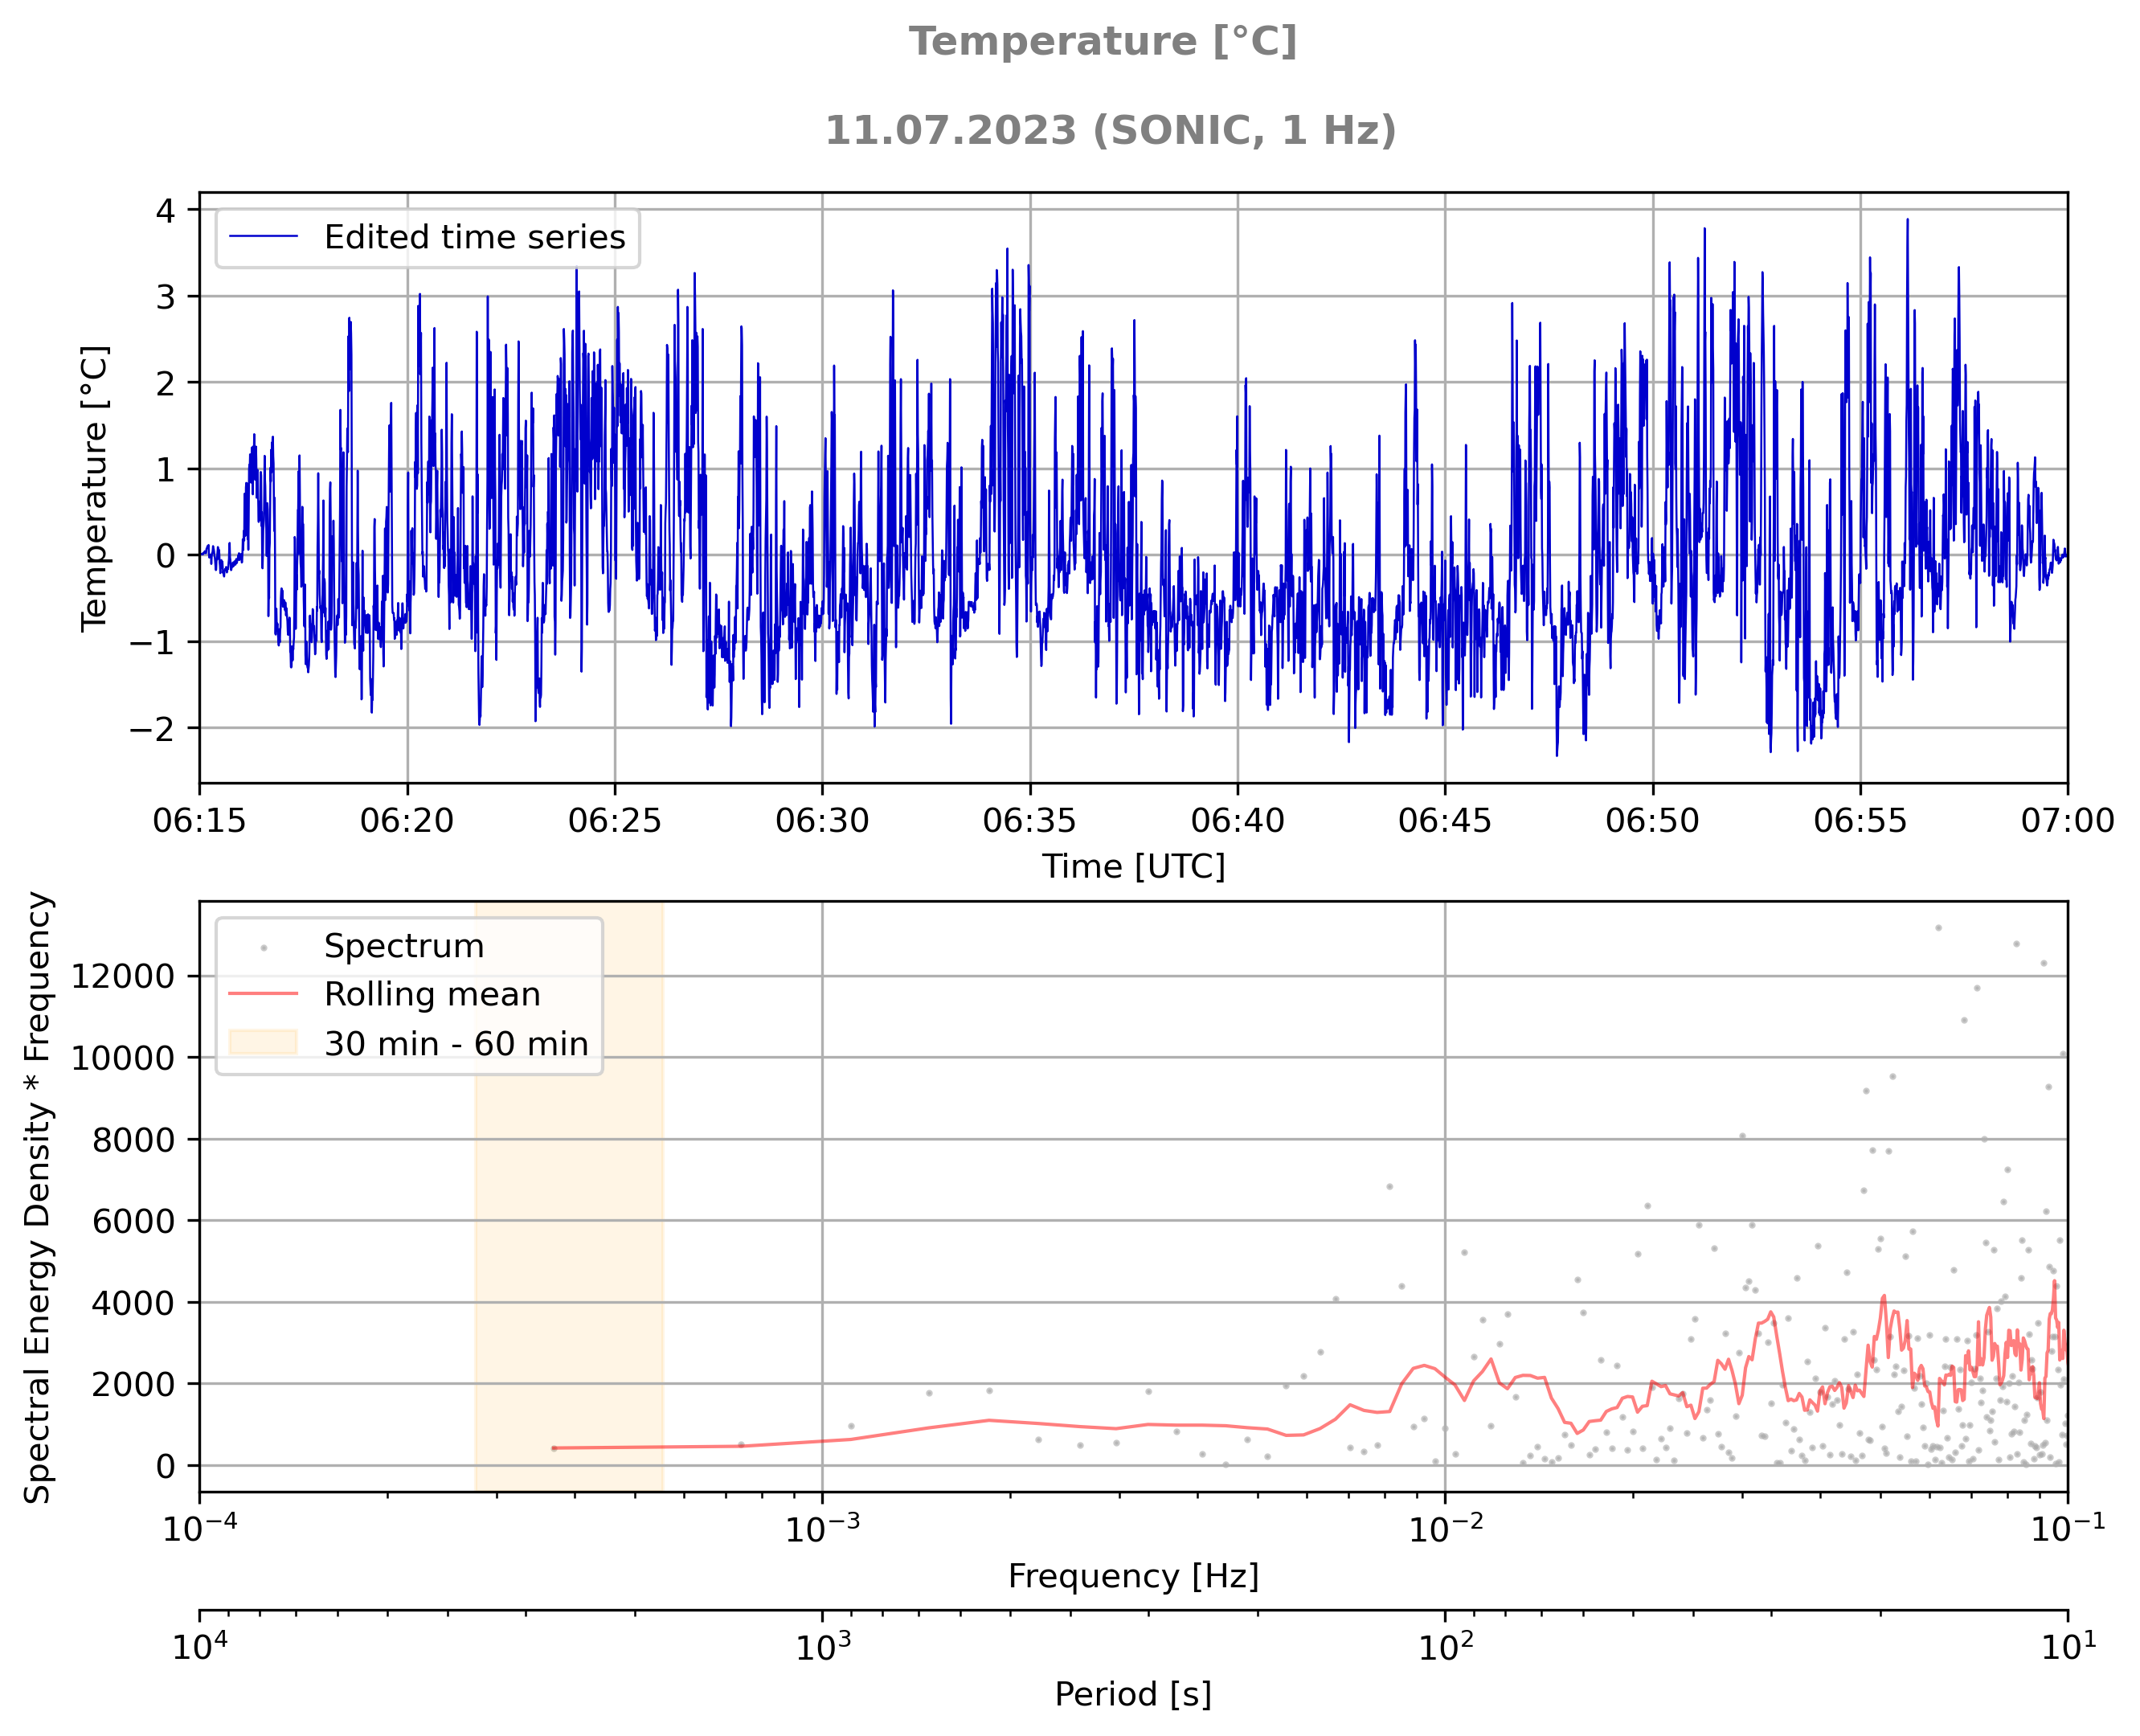 Temperature [°C]
11.07.2023 (SONIC, 1 Hz)
Temperature [°C]
4
3
2
1
0
−1
−2
Edited time series
06:15 06:20 06:25 06:30 06:35 06:40 06:45 06:50 06:55 07:00
Time [UTC]
Spectral Energy Density * Frequency
12000
10000
8000
6000
4000
2000
0
Spectrum
Rolling mean
30 min - 60 min
10⁻⁴ 10⁻³ 10⁻² 10⁻¹
Frequency [Hz]
10⁴ 10³ 10² 10¹
Period [s]